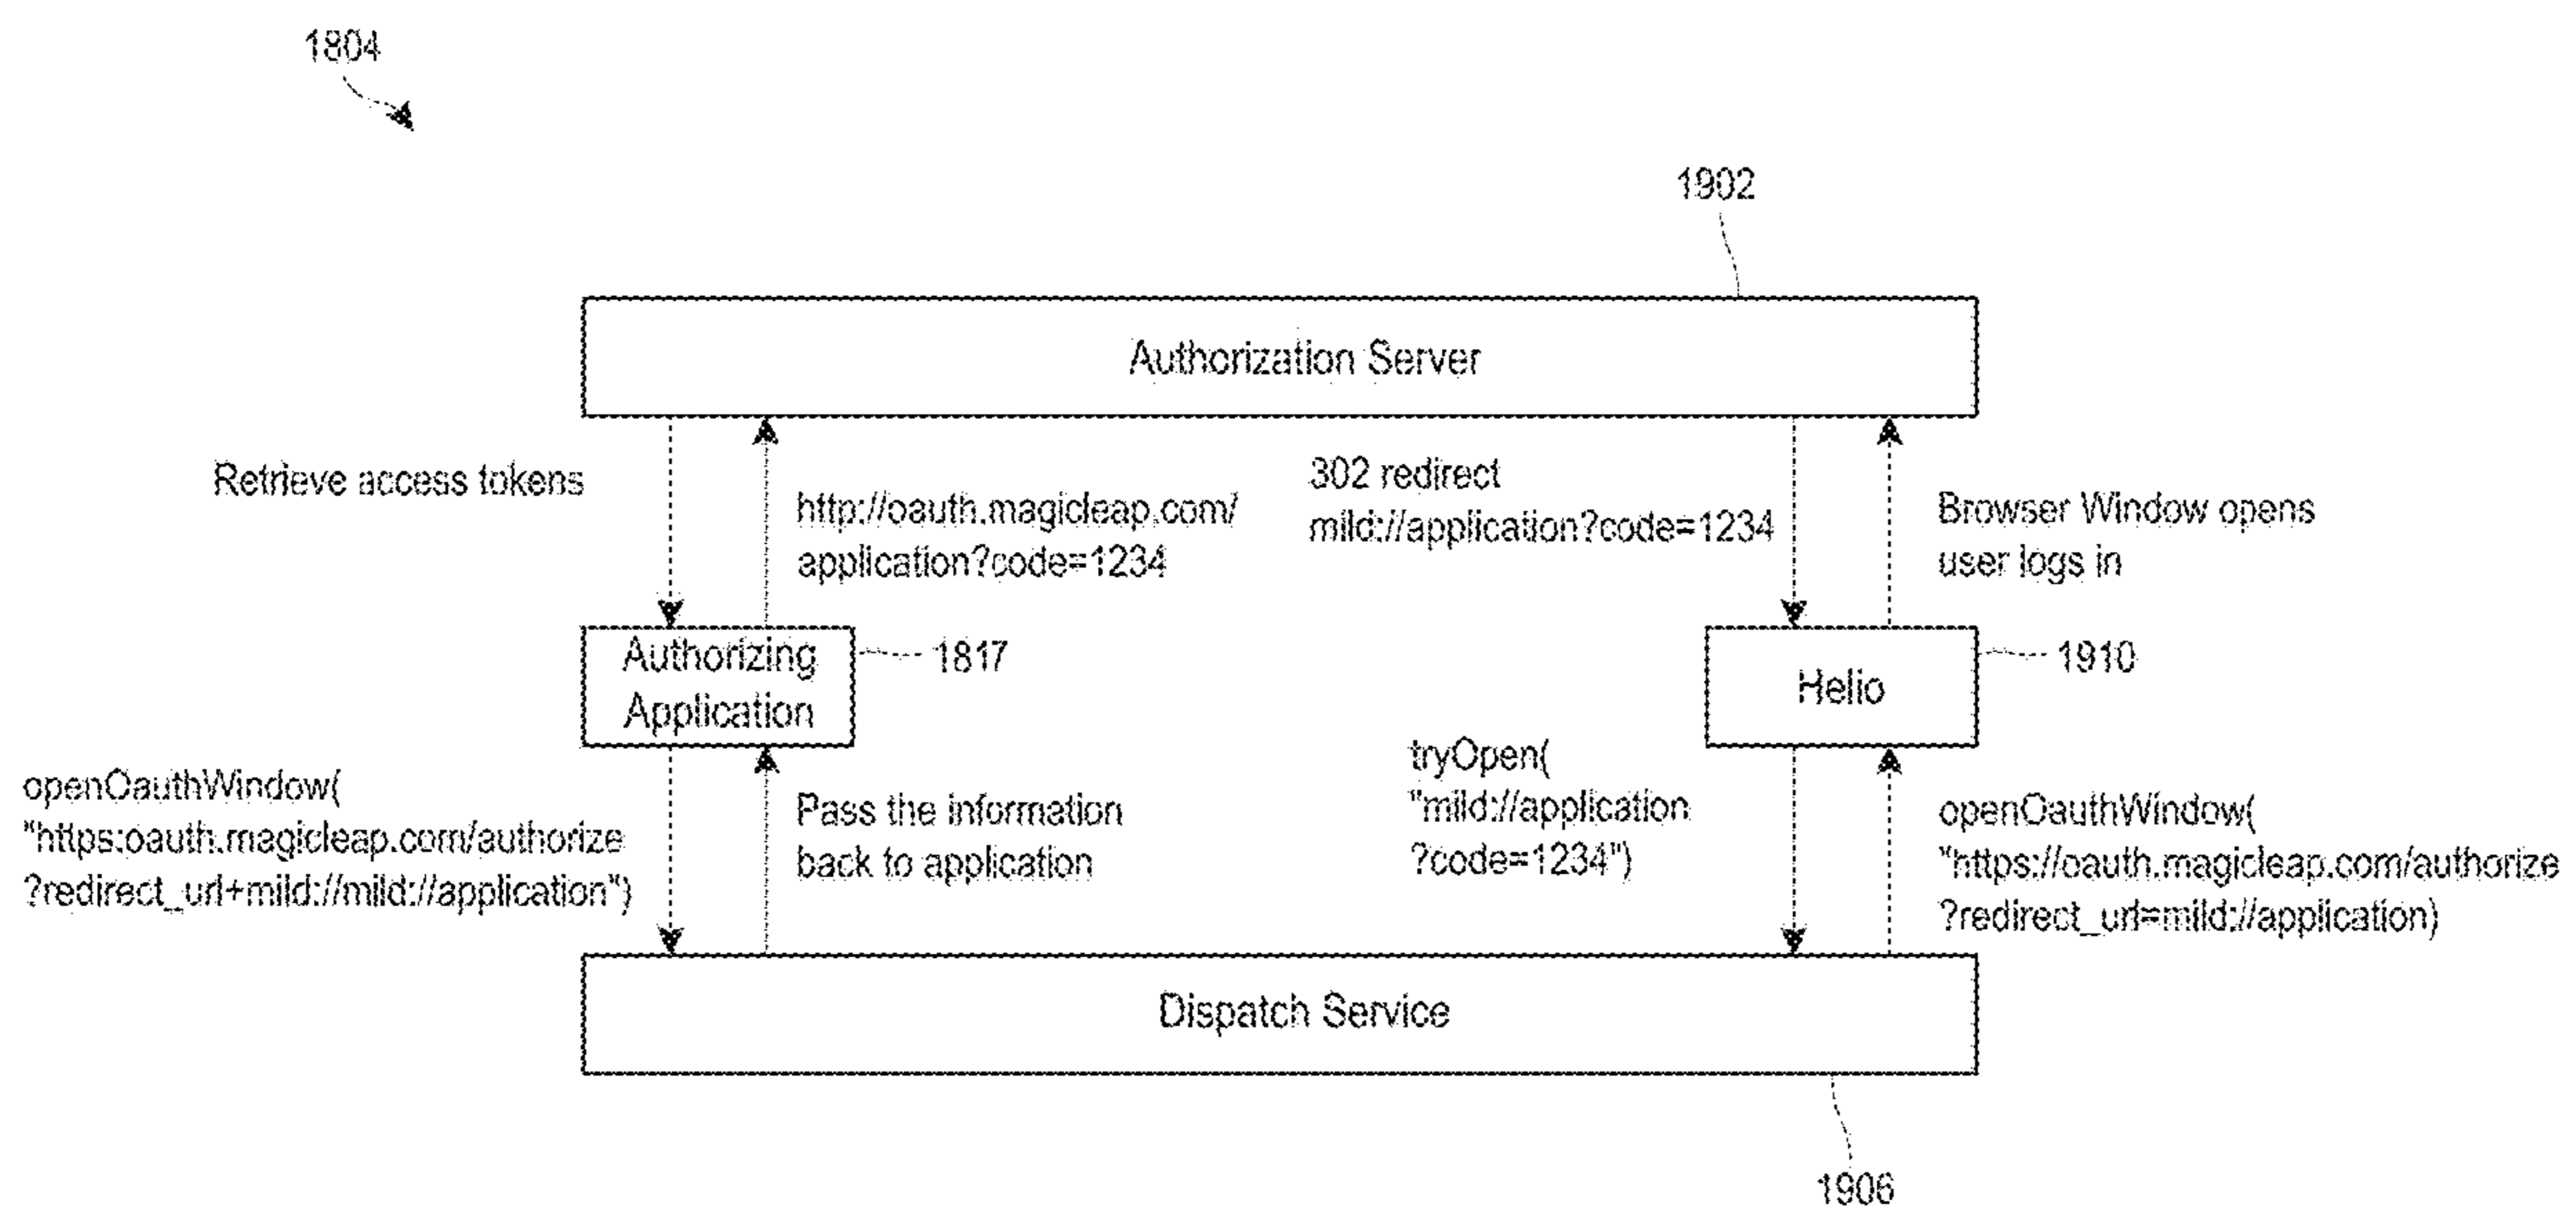 1804
1902
Authorization Server
Retrieve access tokens
http://oauth.magicleap.com/
application?code=1234
302 redirect
mild://application?code=1234
Browser Window opens
user logs in
Authorizing
Application
1817
Helio
1910
openOauthWindow(
"https:oauth.magicleap.com/authorize
?redirect_url+mild://mild://application")
Pass the information
back to application
tryOpen(
"mild://application
?code=1234")
openOauthWindow(
"https://oauth.magicleap.com/authorize
?redirect_url=mild://application)
Dispatch Service
1906